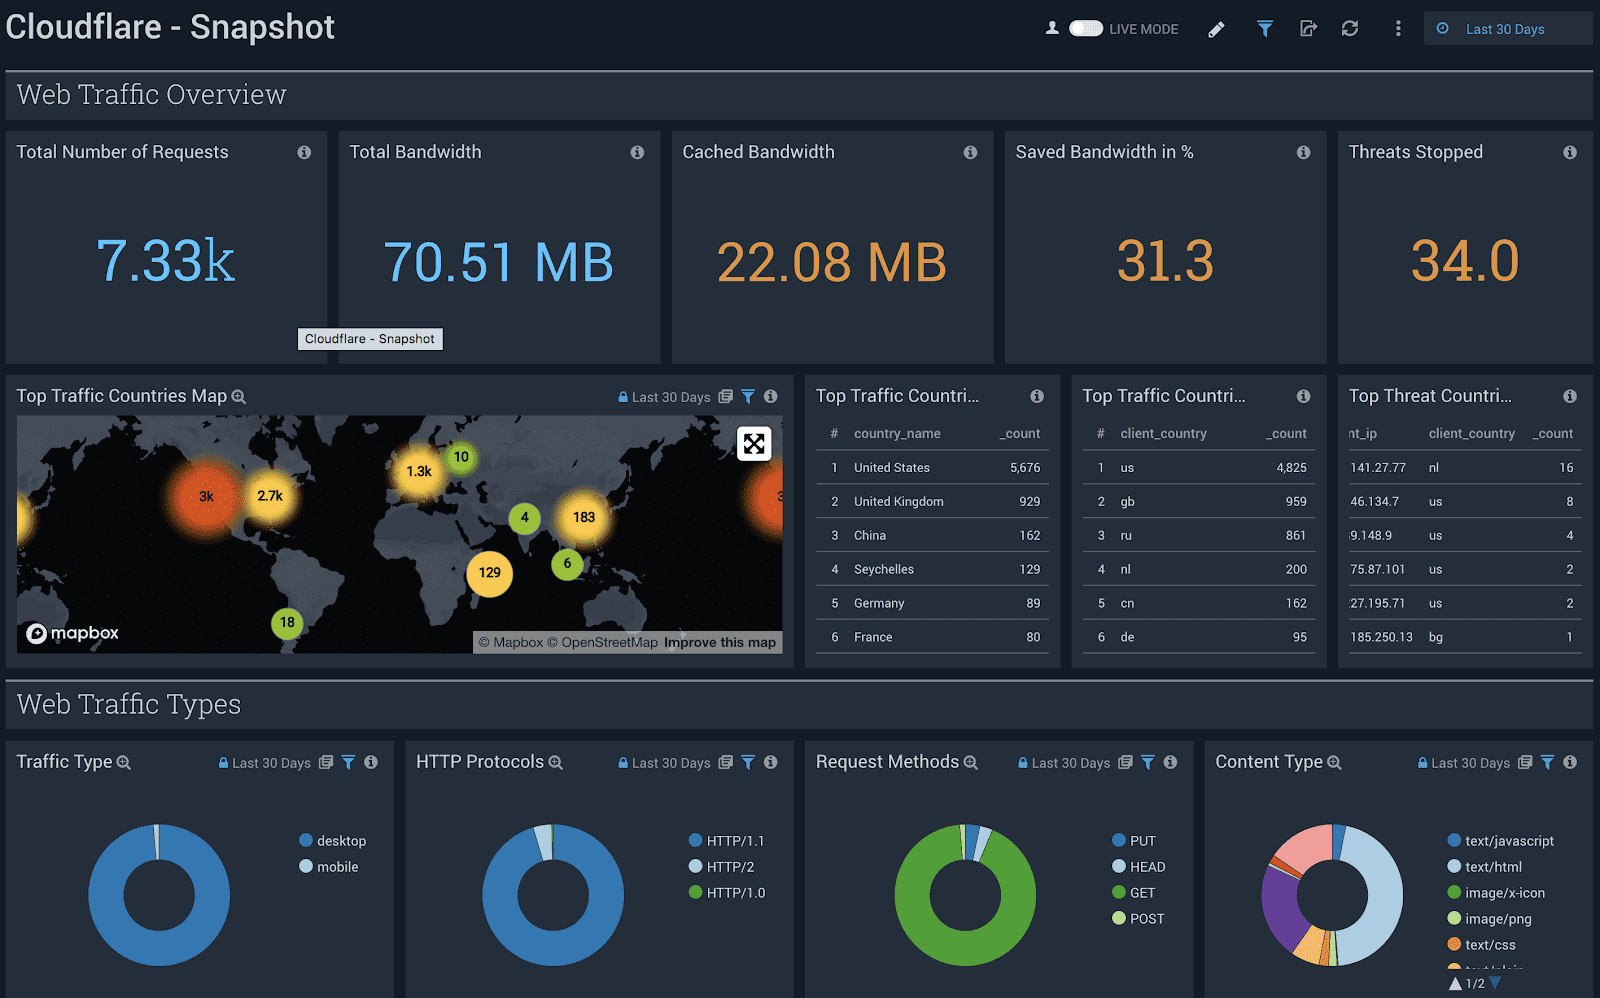 Cloudflare - Snapshot
LIVE MODE
Last 30 Days
Web Traffic Overview
Total Number of Requests
7.33k
Total Bandwidth
70.51 MB
Cached Bandwidth
22.08 MB
Saved Bandwidth in %
31.3
Threats Stopped
34.0
Cloudflare - Snapshot
Top Traffic Countries Map
Last 30 Days
3k
2.7k
1.3k
10
4
183
6
129
18
3
mapbox
© Mapbox © OpenStreetMap Improve this map
Top Traffic Countri...
# country_name _count
1 United States 5,676
2 United Kingdom 929
3 China 162
4 Seychelles 129
5 Germany 89
6 France 80
Top Traffic Countri...
# client_country _count
1 us 4,825
2 gb 959
3 ru 861
4 nl 200
5 cn 162
6 de 95
Top Threat Countri...
nt_ip client_country _count
141.27.77 nl 16
46.134.7 us 8
9.148.9 us 4
75.87.101 us 2
27.195.71 us 2
185.250.13 bg 1
Web Traffic Types
Traffic Type
Last 30 Days
desktop
mobile
HTTP Protocols
Last 30 Days
HTTP/1.1
HTTP/2
HTTP/1.0
Request Methods
Last 30 Days
PUT
HEAD
GET
POST
Content Type
Last 30 Days
text/javascript
text/html
image/x-icon
image/png
text/css
1/2